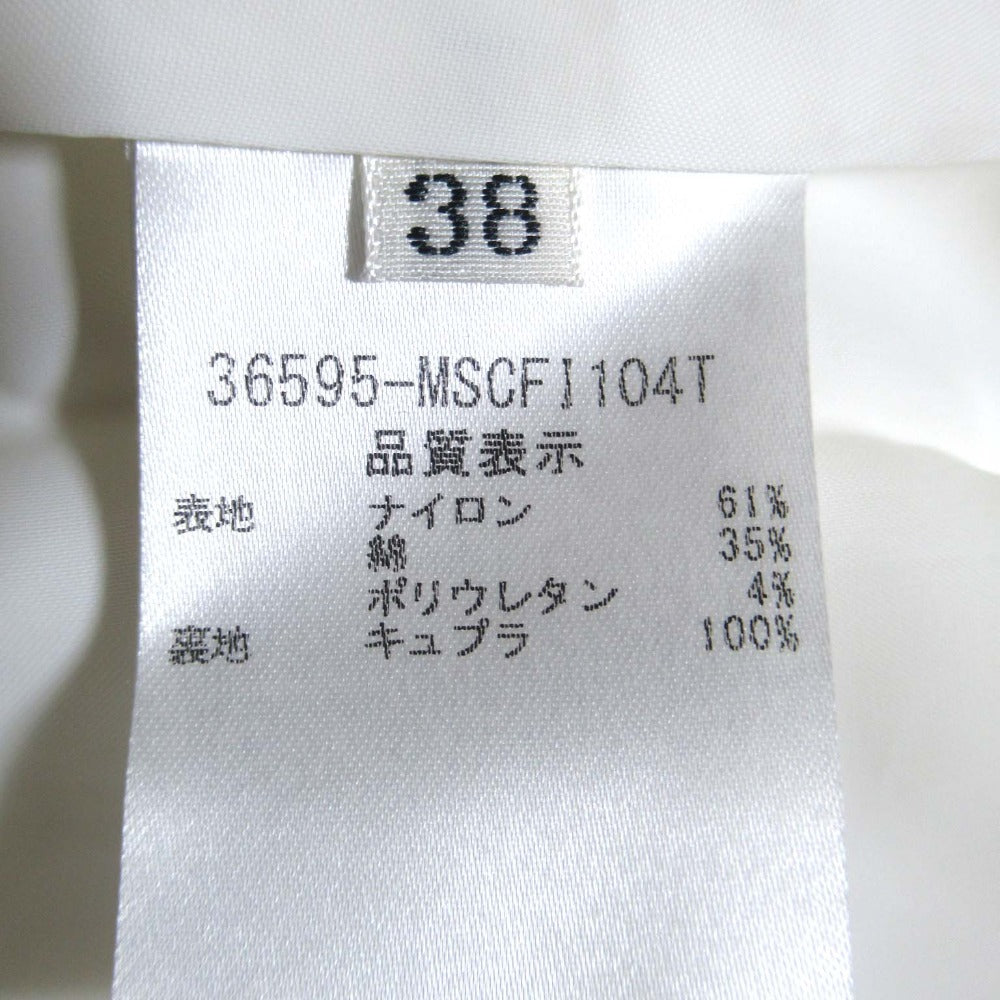 38
36595-MSCFI104T
品質表示
表地 ナイロン 61%
綿 35%
ポリウレタン 4%
裏地 キュプラ 100%